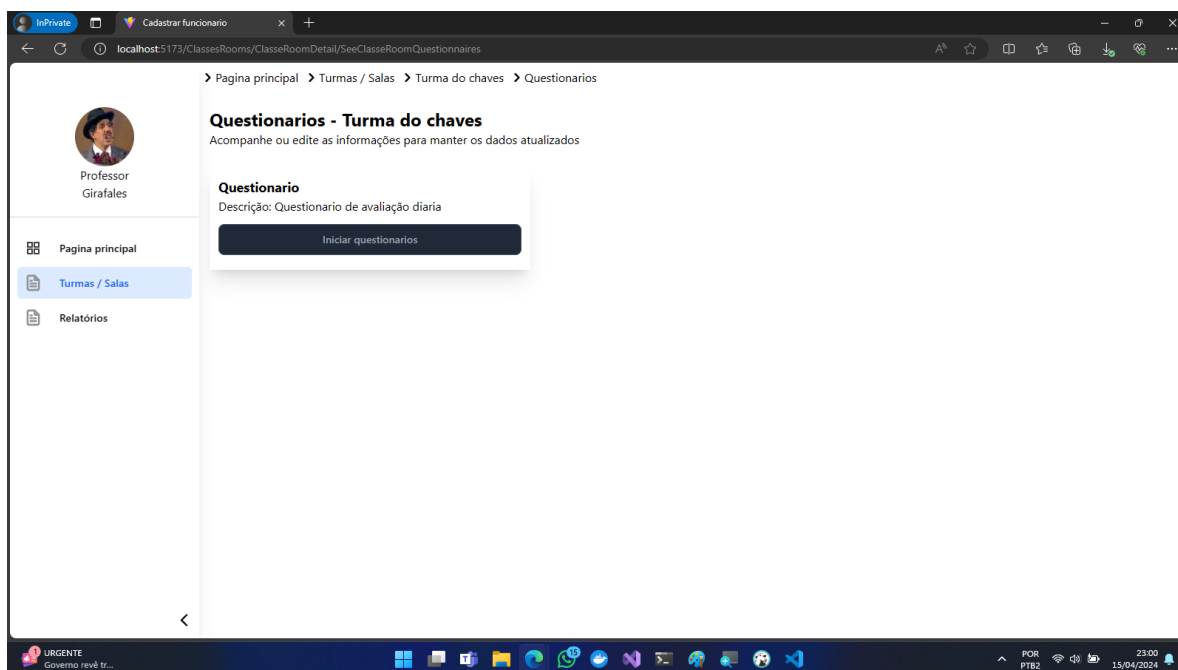 InPrivate
Cadastrar funcionario
localhost:5173/ClassesRooms/ClasseRoomDetail/SeeClasseRoomQuestionnaires
Pagina principal Turmas / Salas Turma do chaves Questionarios
Professor
Girafales
Pagina principal
Turmas / Salas
Relatórios
Questionarios - Turma do chaves
Acompanhe ou edite as informações para manter os dados atualizados
Questionario
Descrição: Questionario de avaliação diaria
Iniciar questionarios
1
URGENTE
Governo revê tr...
15
POR
PTB2
23:00
15/04/2024